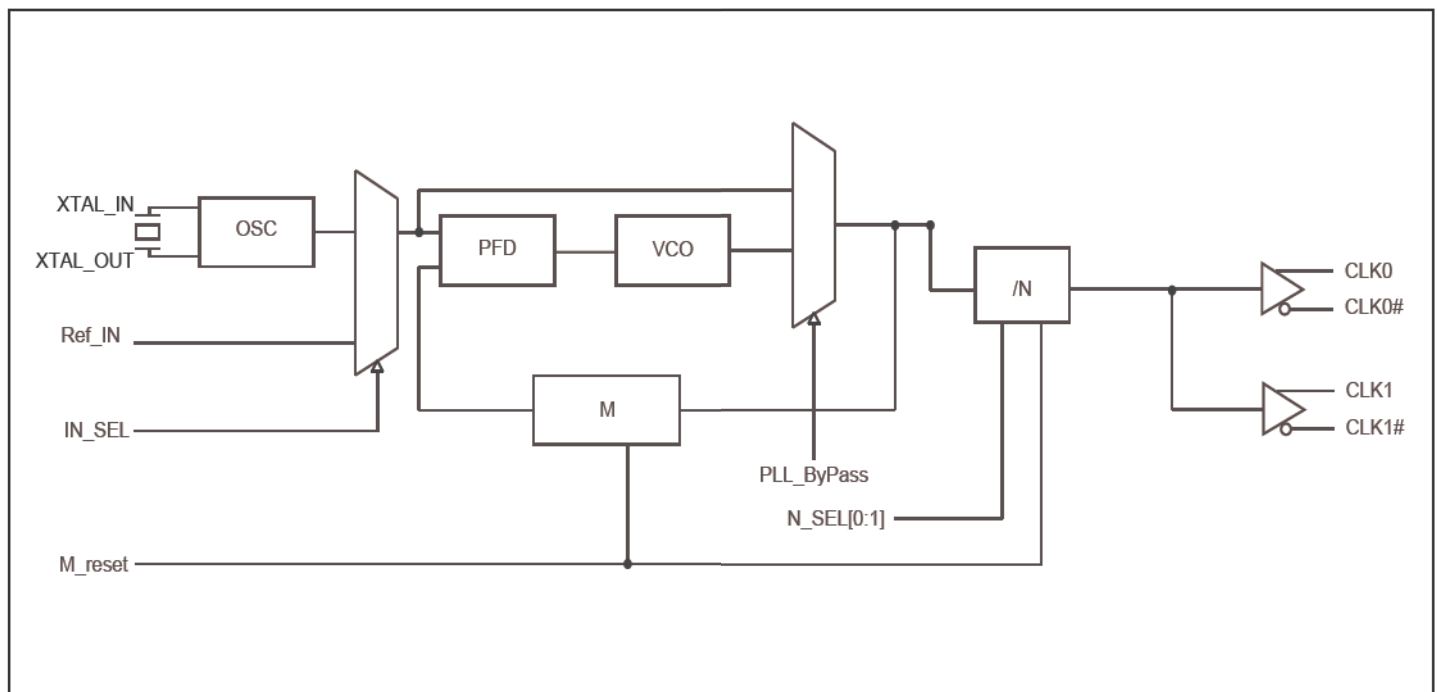 XTAL_IN
OSC
XTAL_OUT
PFD
VCO
Ref_IN
/N
CLK0
CLK0#
M
IN_SEL
CLK1
CLK1#
PLL_ByPass
N_SEL[0:1]
M_reset